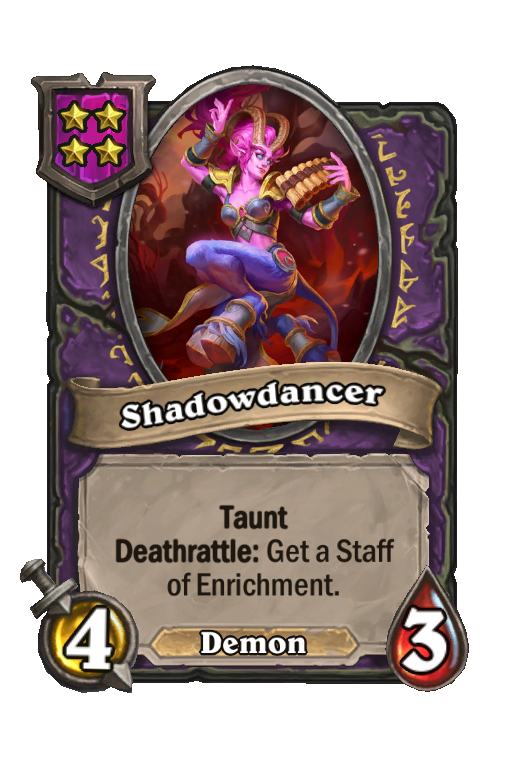 Shadowdancer
Taunt
Deathrattle: Get a Staff
of Enrichment.
4
Demon
3